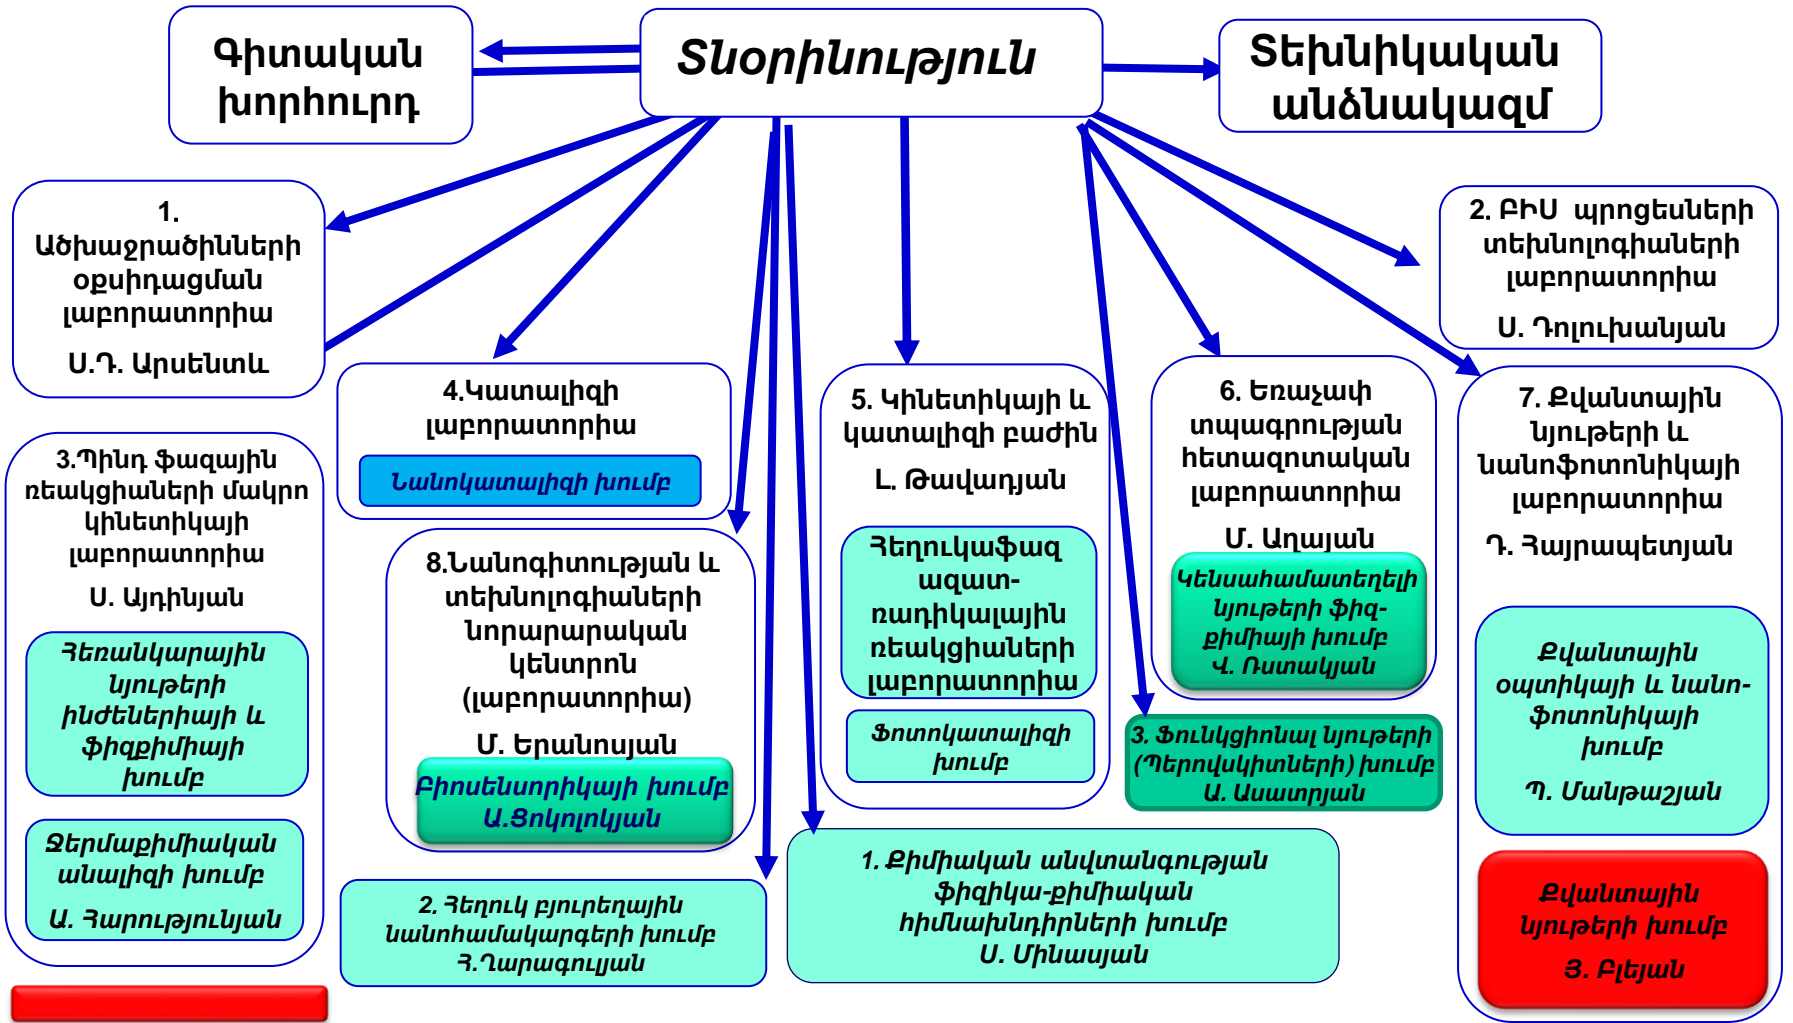 Գիտական
խորհուրդ
Տնօրինություն
Տեխնիկական
անձնակազմ
1.
Ածխաջրածինների
օքսիդացման
լաբորատորիա
Ս.Դ. Արսենտև
2. ԲԻՍ պրոցեսների
տեխնոլոգիաների
լաբորատորիա
Ս. Դոլուխանյան
3.Պինդ ֆազային
ռեակցիաների մակրո
կինետիկայի
լաբորատորիա
Ս. Այդինյան
Հեռանկարային
նյութերի
ինժեներիայի և
ֆիզքիմիայի
խումբ
Ջերմաքիմիական
անալիզի խումբ
Ա. Հարությունյան
4.Կատալիզի
լաբորատորիա
Նանոկատալիզի խումբ
8.Նանոգիտության և
տեխնոլոգիաների
նորարարական
կենտրոն
(լաբորատորիա)
Մ. Երանոսյան
Բիոսենսորիկայի խումբ
Ա.Ցոկոլոկյան
2. Հեղուկ բյուրեղային
նանոհամակարգերի խումբ
Հ.Ղարագուլյան
5. Կինետիկայի և
կատալիզի բաժին
Լ. Թավադյան
Հեղուկաֆազ
ազատ-
ռադիկալային
ռեակցիաների
լաբորատորիա
Ֆոտոկատալիզի
խումբ
1. Քիմիական անվտանգության
ֆիզիկա-քիմիական
հիմնախնդիրների խումբ
Ս. Մինասյան
6. Եռաչափ
տպագրության
հետազոտական
լաբորատորիա
Մ. Աղայան
Կենսահամատեղելի
նյութերի ֆիզ-
քիմիայի խումբ
Վ. Ռստակյան
3. Ֆունկցիոնալ նյութերի
(Պերովսկիտների) խումբ
Ա. Ասատրյան
7. Քվանտային
նյութերի և
նանոֆոտոնիկայի
լաբորատորիա
Դ. Հայրապետյան
Քվանտային
օպտիկայի և նանո-
ֆոտոնիկայի
խումբ
Պ. Մանթաշյան
Քվանտային
նյութերի խումբ
Յ. Բլեյան